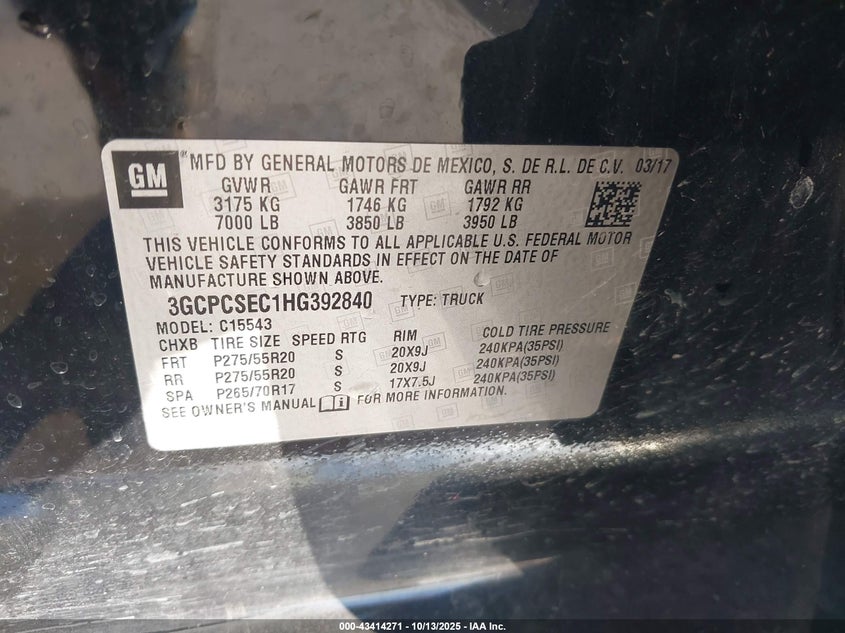 GM
MFD BY GENERAL MOTORS DE MEXICO, S. DE R.L. DE C.V. 03/17
GVWR GAWR FRT GAWR RR
3175 KG 1746 KG 1792 KG
7000 LB 3850 LB 3950 LB
THIS VEHICLE CONFORMS TO ALL APPLICABLE U.S. FEDERAL MOTOR
VEHICLE SAFETY STANDARDS IN EFFECT ON THE DATE OF
MANUFACTURE SHOWN ABOVE.
3GCPCSEC1HG392840 TYPE: TRUCK
MODEL: C15543
CHXB TIRE SIZE SPEED RTG RIM COLD TIRE PRESSURE
FRT P275/55R20 S 20X9J 240KPA(35PSI)
RR P275/55R20 S 20X9J 240KPA(35PSI)
SPA P265/70R17 S 17X7.5J 240KPA(35PSI)
SEE OWNER'S MANUAL FOR MORE INFORMATION.
000-43414271 - 10/13/2025 - IAA Inc.